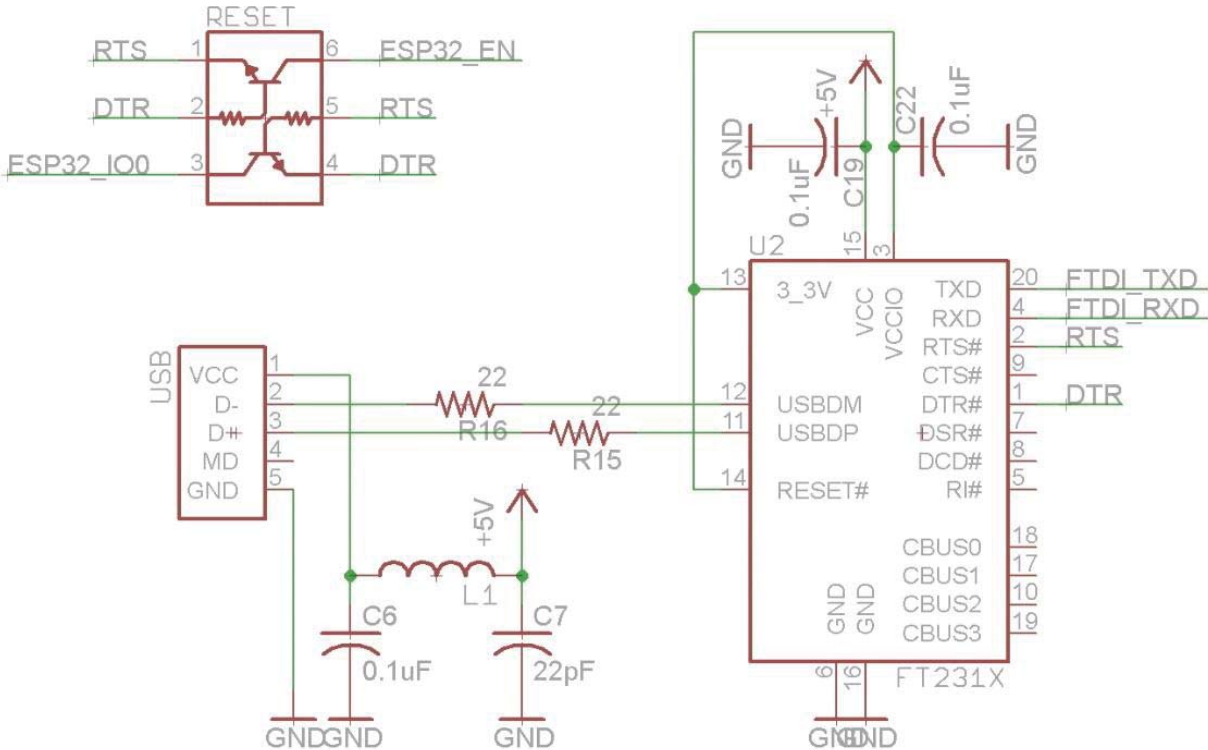 RESET
RTS 1 6 ESP32_EN
DTR 2 5 RTS
ESP32_IO0 3 4 DTR
GND 0.1uF C19 +5V C22 0.1uF GND
U2 15 3
13 3_3V VCC VCCIO TXD 20 FTDI_TXD
RXD 4 FTDI_RXD
RTS# 2 RTS
CTS# 9
12 USBDM DTR# 1 DTR
11 USBDP DSR# 7
DCD# 8
14 RESET# RI# 5
CBUS0 18
CBUS1 17
CBUS2 10
CBUS3 19
GND GND
6 16 FT231X
GND GND
USB
VCC 1
D- 2 22 R16
D+ 3 22 R15
MD 4
GND 5
+5V
L1
C6 C7
0.1uF 22pF
GND GND GND